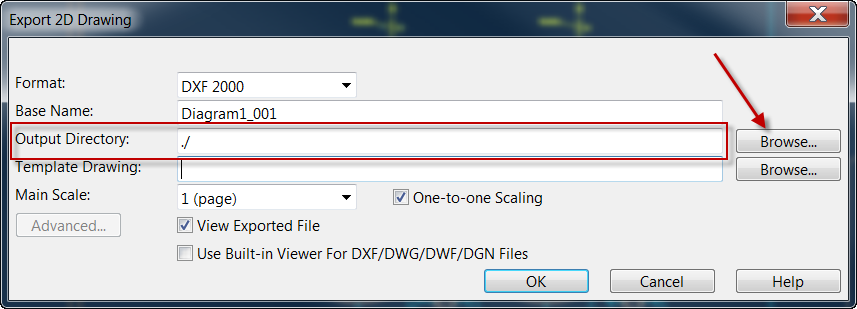 Export 2D Drawing
Format: DXF 2000
Base Name: Diagram1_001
Output Directory: ./ Browse...
Template Drawing: Browse...
Main Scale: 1 (page) One-to-one Scaling
Advanced... View Exported File
Use Built-in Viewer For DXF/DWG/DWF/DGN Files
OK Cancel Help